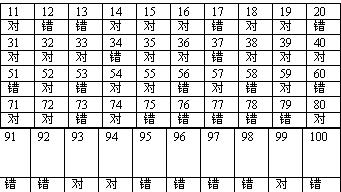 11 12 13 14 15 16 17 18 19 20
对 错 错 对 对 对 错 对 对 错
31 32 33 34 35 36 37 38 39 40
对 对 对 错 对 对 错 对 对 对
51 52 53 54 55 56 57 58 59 60
错 对 错 对 对 错 对 错 对 错
71 72 73 74 75 76 77 78 79 80
对 对 错 对 错 错 错 错 错 对
91 92 93 94 95 96 97 98 99 100
错 错 对 对 错 错 错 错 对 错